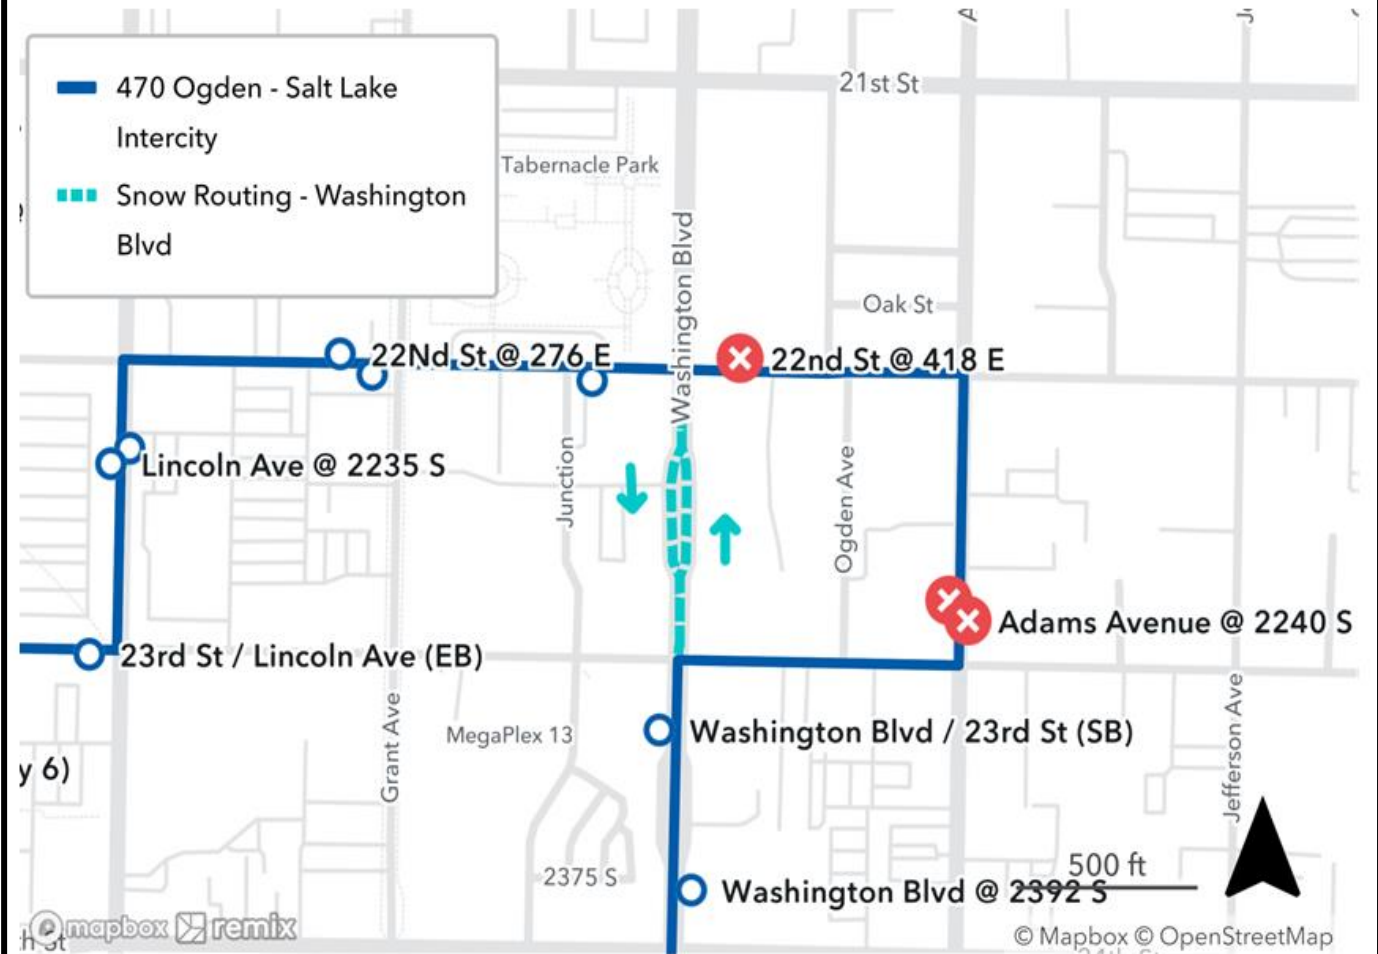 470 Ogden - Salt Lake
Intercity
Snow Routing - Washington
Blvd
21st St
Tabernacle Park
Washington Blvd
Oak St
22Nd St @ 276 E
22nd St @ 418 E
Lincoln Ave @ 2235 S
Junction
Ogden Ave
Adams Avenue @ 2240 S
23rd St / Lincoln Ave (EB)
Grant Ave
MegaPlex 13
Washington Blvd / 23rd St (SB)
Jefferson Ave
y 6)
500 ft
2375 S
Washington Blvd @ 2392 S
mapbox remix
h St
© Mapbox © OpenStreetMap
24th St